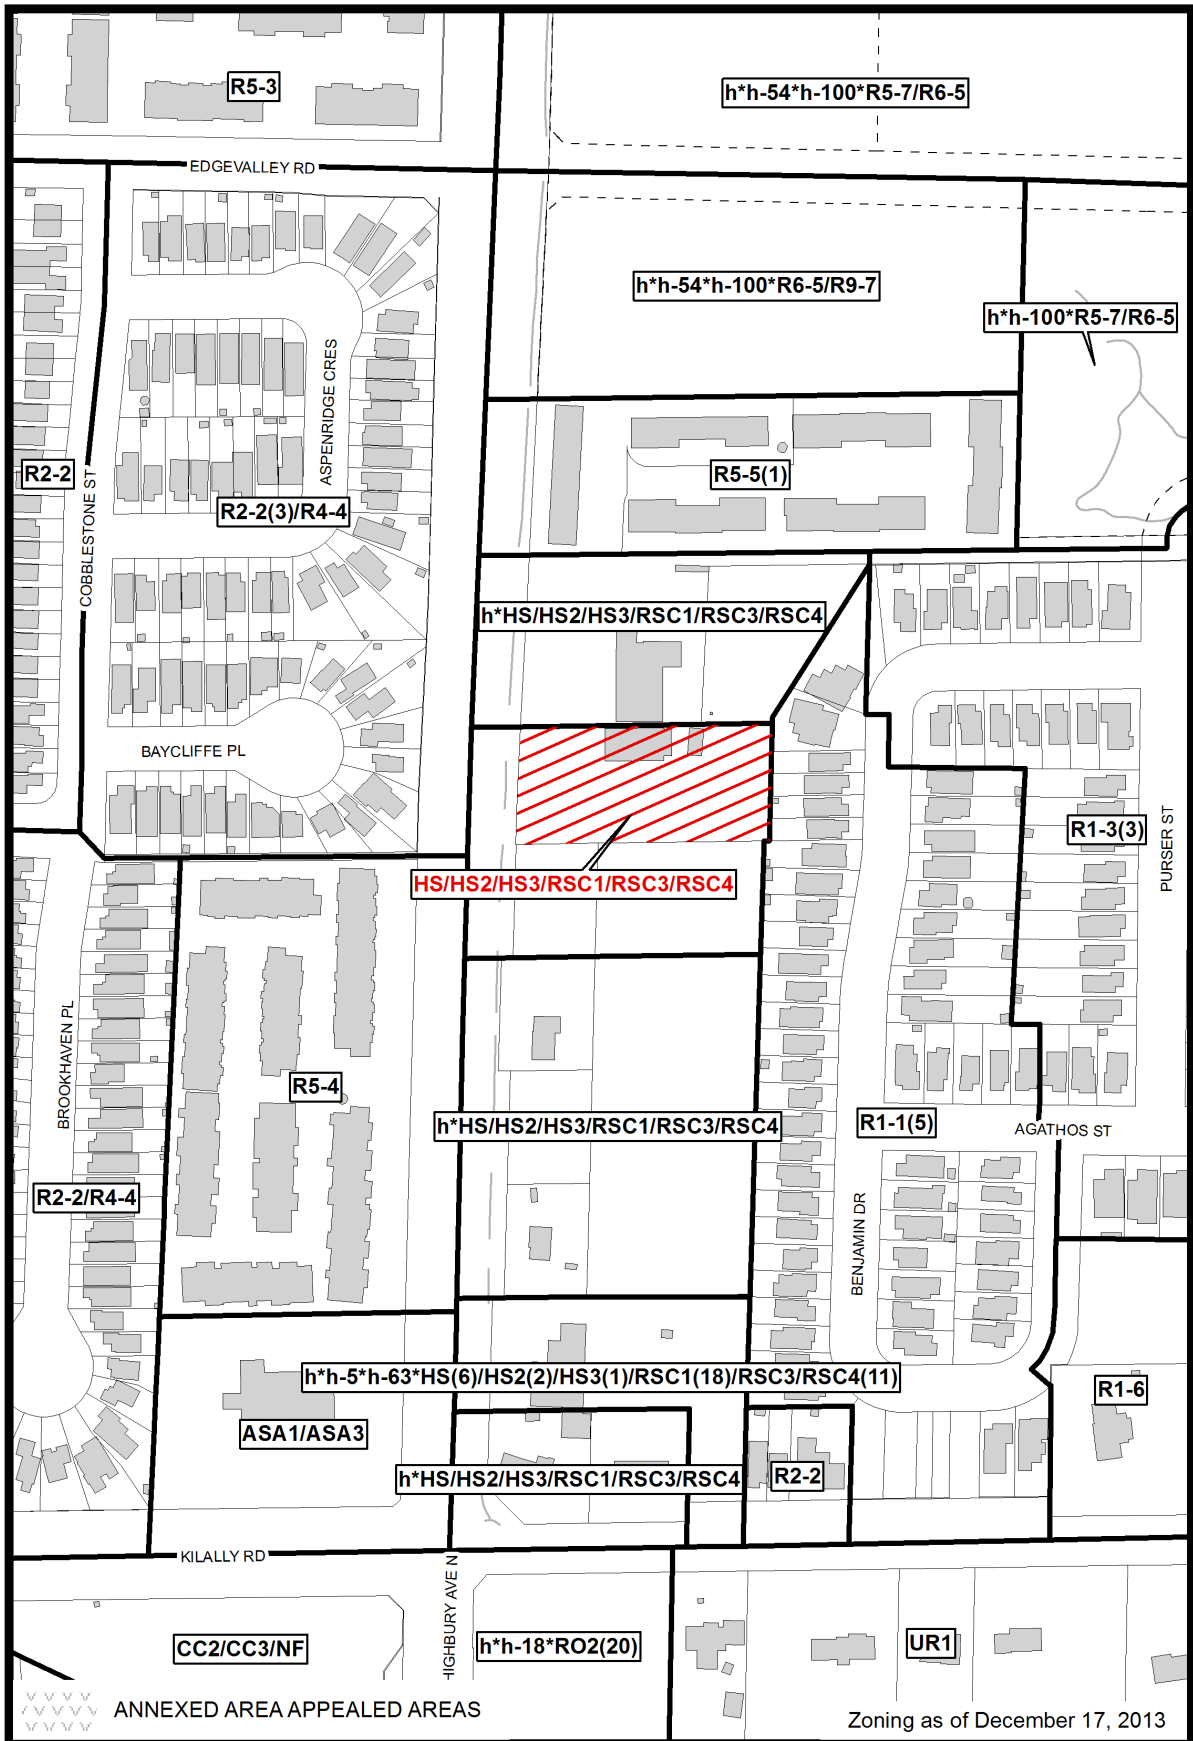 R5-3
h*h-54*h-100*R5-7/R6-5
EDGEVALLEY RD
h*h-54*h-100*R6-5/R9-7
h*h-100*R5-7/R6-5
ASPENRIDGE CRES
R2-2
R5-5(1)
R2-2(3)/R4-4
COBBLESTONE ST
h*HS/HS2/HS3/RSC1/RSC3/RSC4
BAYCLIFFE PL
R1-3(3)
PURSER ST
HS/HS2/HS3/RSC1/RSC3/RSC4
BROOKHAVEN PL
R5-4
h*HS/HS2/HS3/RSC1/RSC3/RSC4
R1-1(5)
AGATHOS ST
R2-2/R4-4
BENJAMIN DR
h*h-5*h-63*HS(6)/HS2(2)/HS3(1)/RSC1(18)/RSC3/RSC4(11)
R1-6
ASA1/ASA3
h*HS/HS2/HS3/RSC1/RSC3/RSC4
R2-2
KILALLY RD
HIGHBURY AVE N
CC2/CC3/NF
h*h-18*RO2(20)
UR1
ANNEXED AREA APPEALED AREAS
Zoning as of December 17, 2013